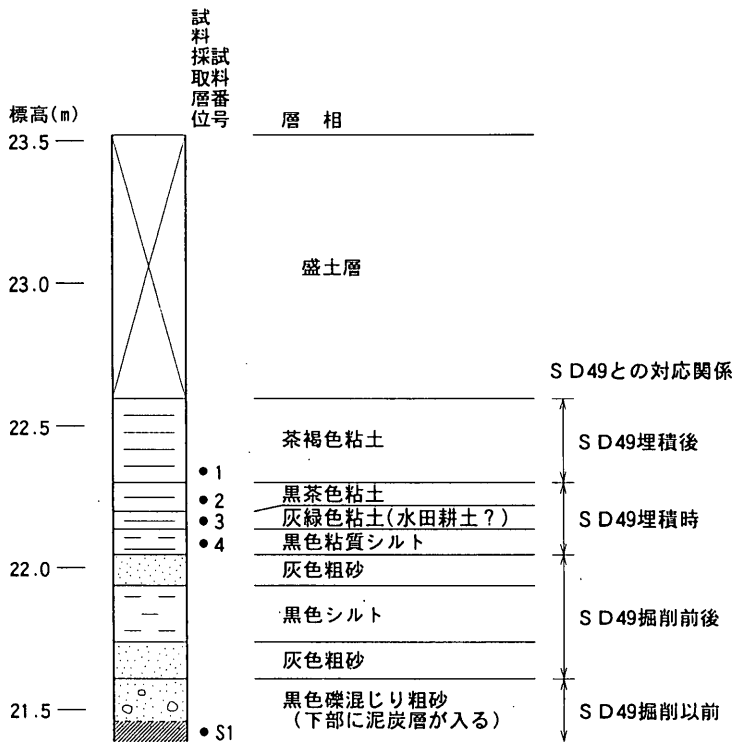 試料採取層位
試料番号
標高(m)
層 相
23.5
盛土層
23.0
SD49との対応関係
22.5
茶褐色粘土
SD49埋積後
1
黒茶色粘土
2
灰緑色粘土(水田耕土?)
3
SD49埋積時
黒色粘質シルト
4
22.0
灰色粗砂
黒色シルト
SD49掘削前後
灰色粗砂
黒色礫混じり粗砂
(下部に泥炭層が入る)
21.5
SD49掘削以前
S1